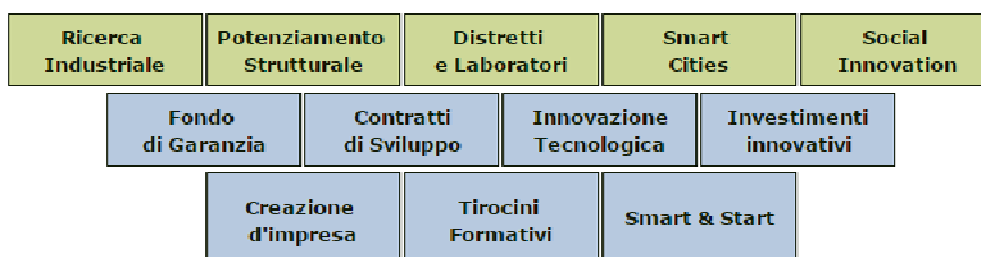 Ricerca
Industriale
Potenziamento
Strutturale
Distretti
e Laboratori
Smart
Cities
Social
Innovation
Fondo
di Garanzia
Contratti
di Sviluppo
Innovazione
Tecnologica
Investimenti
innovativi
Creazione
d'impresa
Tirocini
Formativi
Smart & Start